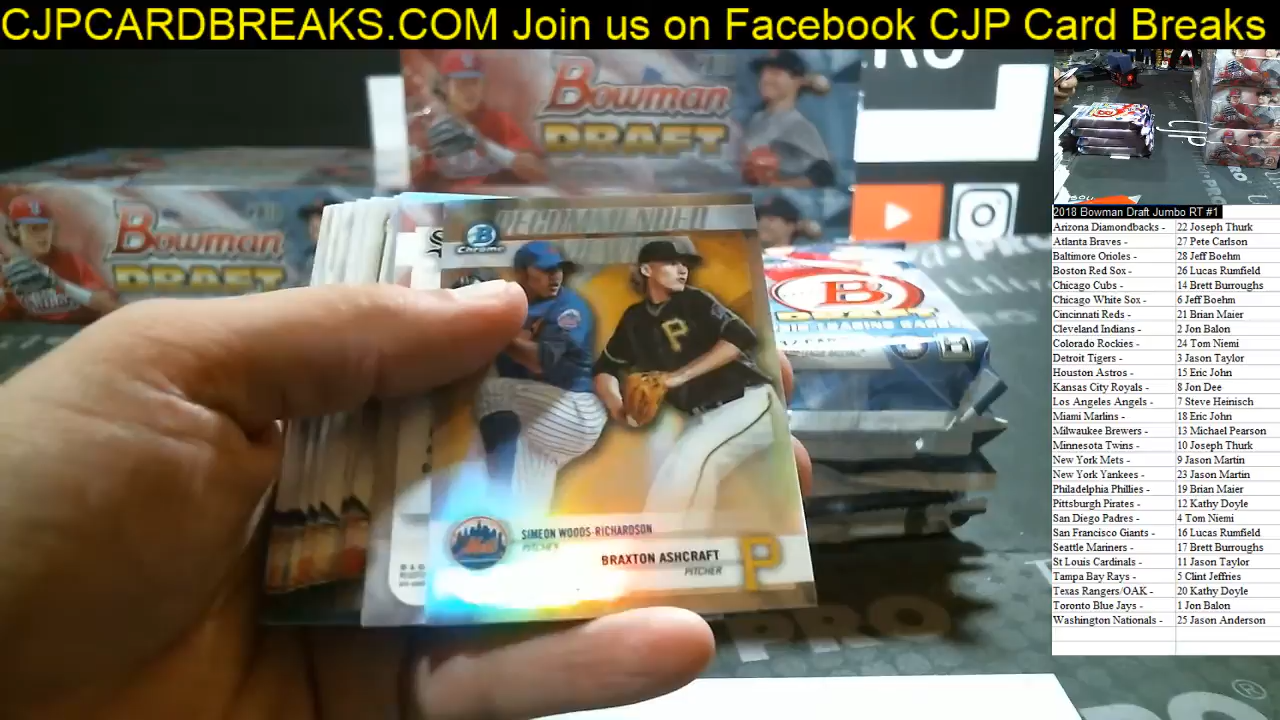 CJPCARDBREAKS.COM Join us on Facebook CJP Card Breaks
Bowman
DRAFT
Bowman
DRAFT
RECOMMENDED
Chrome
B
SIMEON WOODS-RICHARDSON
PITCHER
BRAXTON ASHCRAFT
PITCHER
P
P
Mets
CJP
2018 Bowman Draft Jumbo RT #1
Arizona Diamondbacks - 22 Joseph Thurk
Atlanta Braves - 27 Pete Carlson
Baltimore Orioles - 28 Jeff Boehm
Boston Red Sox - 26 Lucas Rumfield
Chicago Cubs - 14 Brett Burroughs
Chicago White Sox - 6 Jeff Boehm
Cincinnati Reds - 21 Brian Maier
Cleveland Indians - 2 Jon Balon
Colorado Rockies - 24 Tom Niemi
Detroit Tigers - 3 Jason Taylor
Houston Astros - 15 Eric John
Kansas City Royals - 8 Jon Dee
Los Angeles Angels - 7 Steve Heinisch
Miami Marlins - 18 Eric John
Milwaukee Brewers - 13 Michael Pearson
Minnesota Twins - 10 Joseph Thurk
New York Mets - 9 Jason Martin
New York Yankees - 23 Jason Martin
Philadelphia Phillies - 19 Brian Maier
Pittsburgh Pirates - 12 Kathy Doyle
San Diego Padres - 4 Tom Niemi
San Francisco Giants - 16 Lucas Rumfield
Seattle Mariners - 17 Brett Burroughs
St Louis Cardinals - 11 Jason Taylor
Tampa Bay Rays - 5 Clint Jeffries
Texas Rangers/OAK - 20 Kathy Doyle
Toronto Blue Jays - 1 Jon Balon
Washington Nationals - 25 Jason Anderson